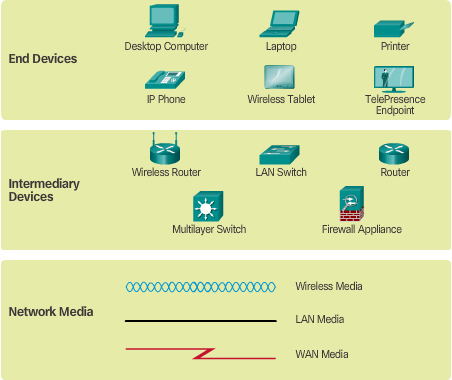 End Devices
Desktop Computer
Laptop
Printer
IP Phone
Wireless Tablet
TelePresence
Endpoint
Intermediary
Devices
Wireless Router
LAN Switch
Router
Multilayer Switch
Firewall Appliance
Network Media
Wireless Media
LAN Media
WAN Media